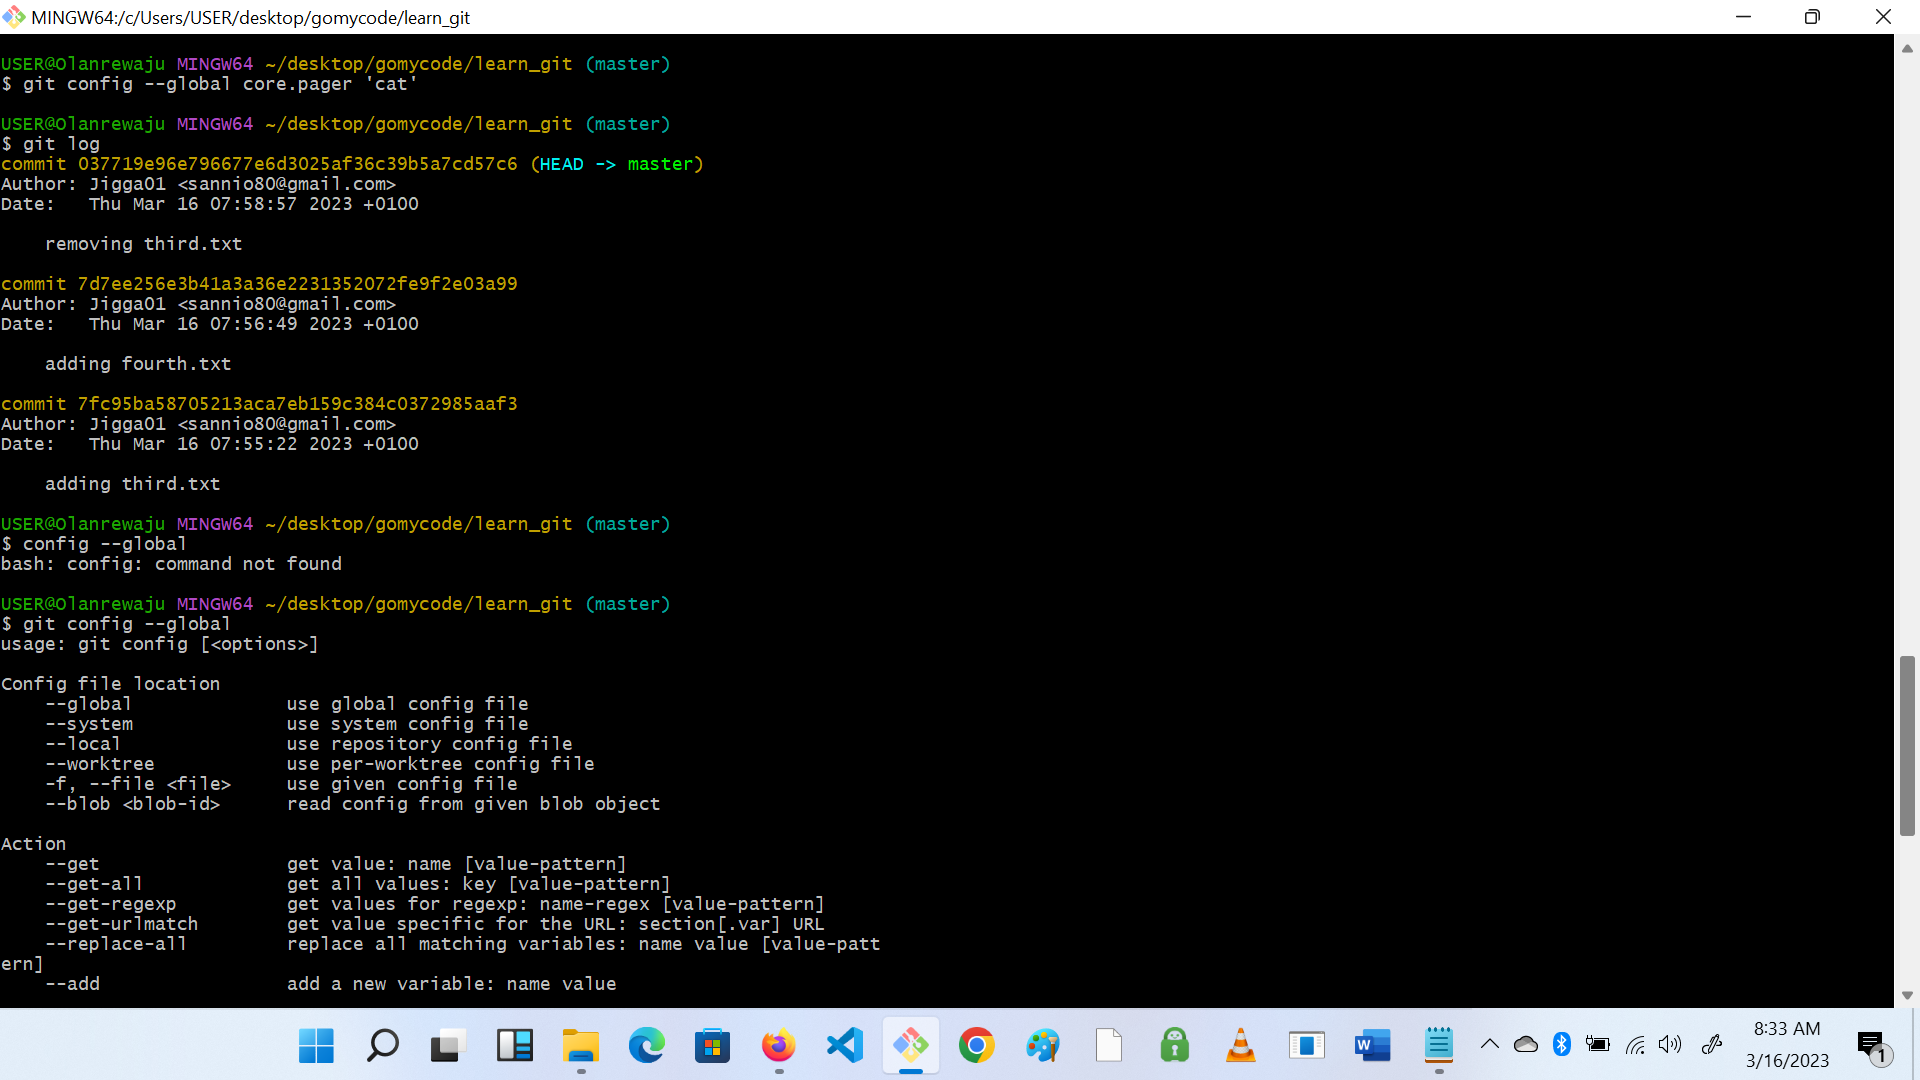 MINGW64:/c/Users/USER/desktop/gomycode/learn_git
USER@Olanrewaju MINGW64 ~/desktop/gomycode/learn_git (master)
$ git config --global core.pager 'cat'
USER@Olanrewaju MINGW64 ~/desktop/gomycode/learn_git (master)
$ git log
commit 037719e96e796677e6d3025af36c39b5a7cd57c6 (HEAD -> master)
Author: Jigga01 <sannio80@gmail.com>
Date:   Thu Mar 16 07:58:57 2023 +0100
    removing third.txt
commit 7d7ee256e3b41a3a36e2231352072fe9f2e03a99
Author: Jigga01 <sannio80@gmail.com>
Date:   Thu Mar 16 07:56:49 2023 +0100
    adding fourth.txt
commit 7fc95ba58705213aca7eb159c384c0372985aaf3
Author: Jigga01 <sannio80@gmail.com>
Date:   Thu Mar 16 07:55:22 2023 +0100
    adding third.txt
USER@Olanrewaju MINGW64 ~/desktop/gomycode/learn_git (master)
$ config --global
bash: config: command not found
USER@Olanrewaju MINGW64 ~/desktop/gomycode/learn_git (master)
$ git config --global
usage: git config [<options>]
Config file location
    --global              use global config file
    --system              use system config file
    --local               use repository config file
    --worktree            use per-worktree config file
    -f, --file <file>     use given config file
    --blob <blob-id>      read config from given blob object
Action
    --get                 get value: name [value-pattern]
    --get-all             get all values: key [value-pattern]
    --get-regexp          get values for regexp: name-regex [value-pattern]
    --get-urlmatch        get value specific for the URL: section[.var] URL
    --replace-all         replace all matching variables: name value [value-patt
ern]
    --add                 add a new variable: name value
W
8:33 AM
3/16/2023
1